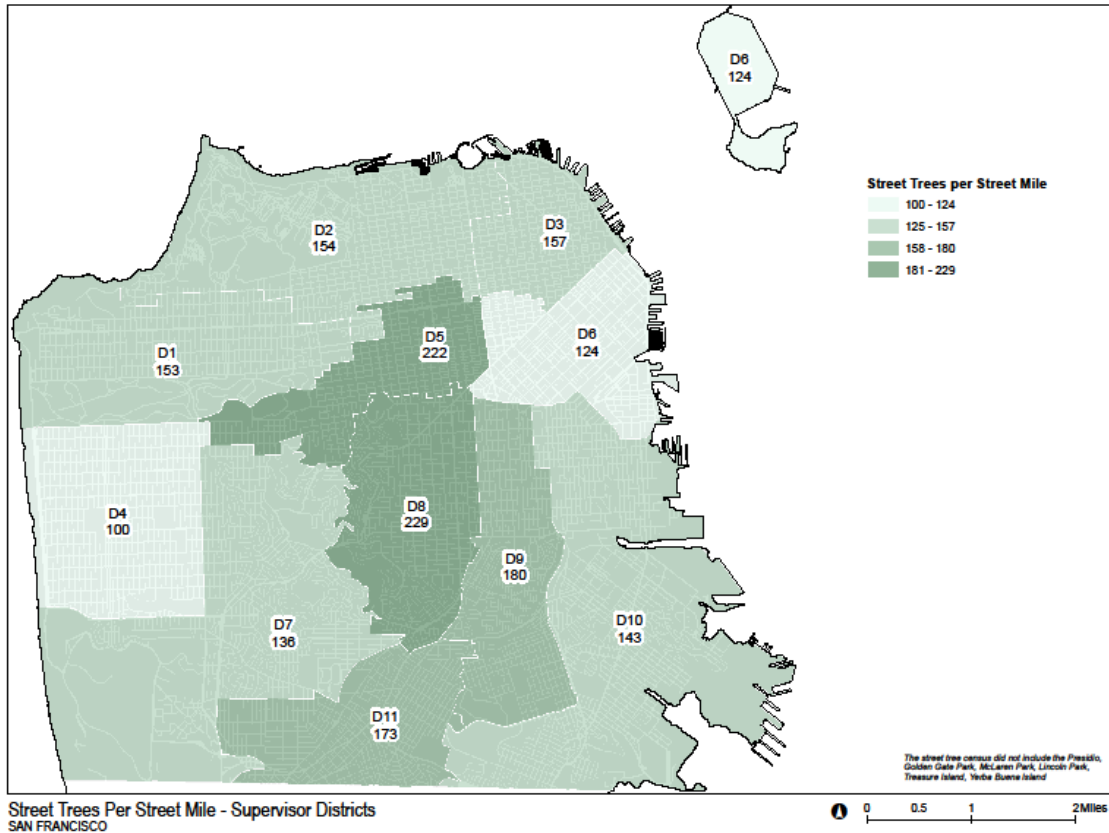 D6
124
Street Trees per Street Mile
100 - 124
125 - 157
158 - 180
181 - 229
D2
154
D3
157
D5
222
D6
124
D1
153
D4
100
D8
229
D9
180
D7
136
D10
143
D11
173
The street tree census did not include the Presidio,
Golden Gate Park, McLaren Park, Lincoln Park,
Treasure Island, Yerba Buena Island
Street Trees Per Street Mile - Supervisor Districts
SAN FRANCISCO
0 0.5 1 2Miles